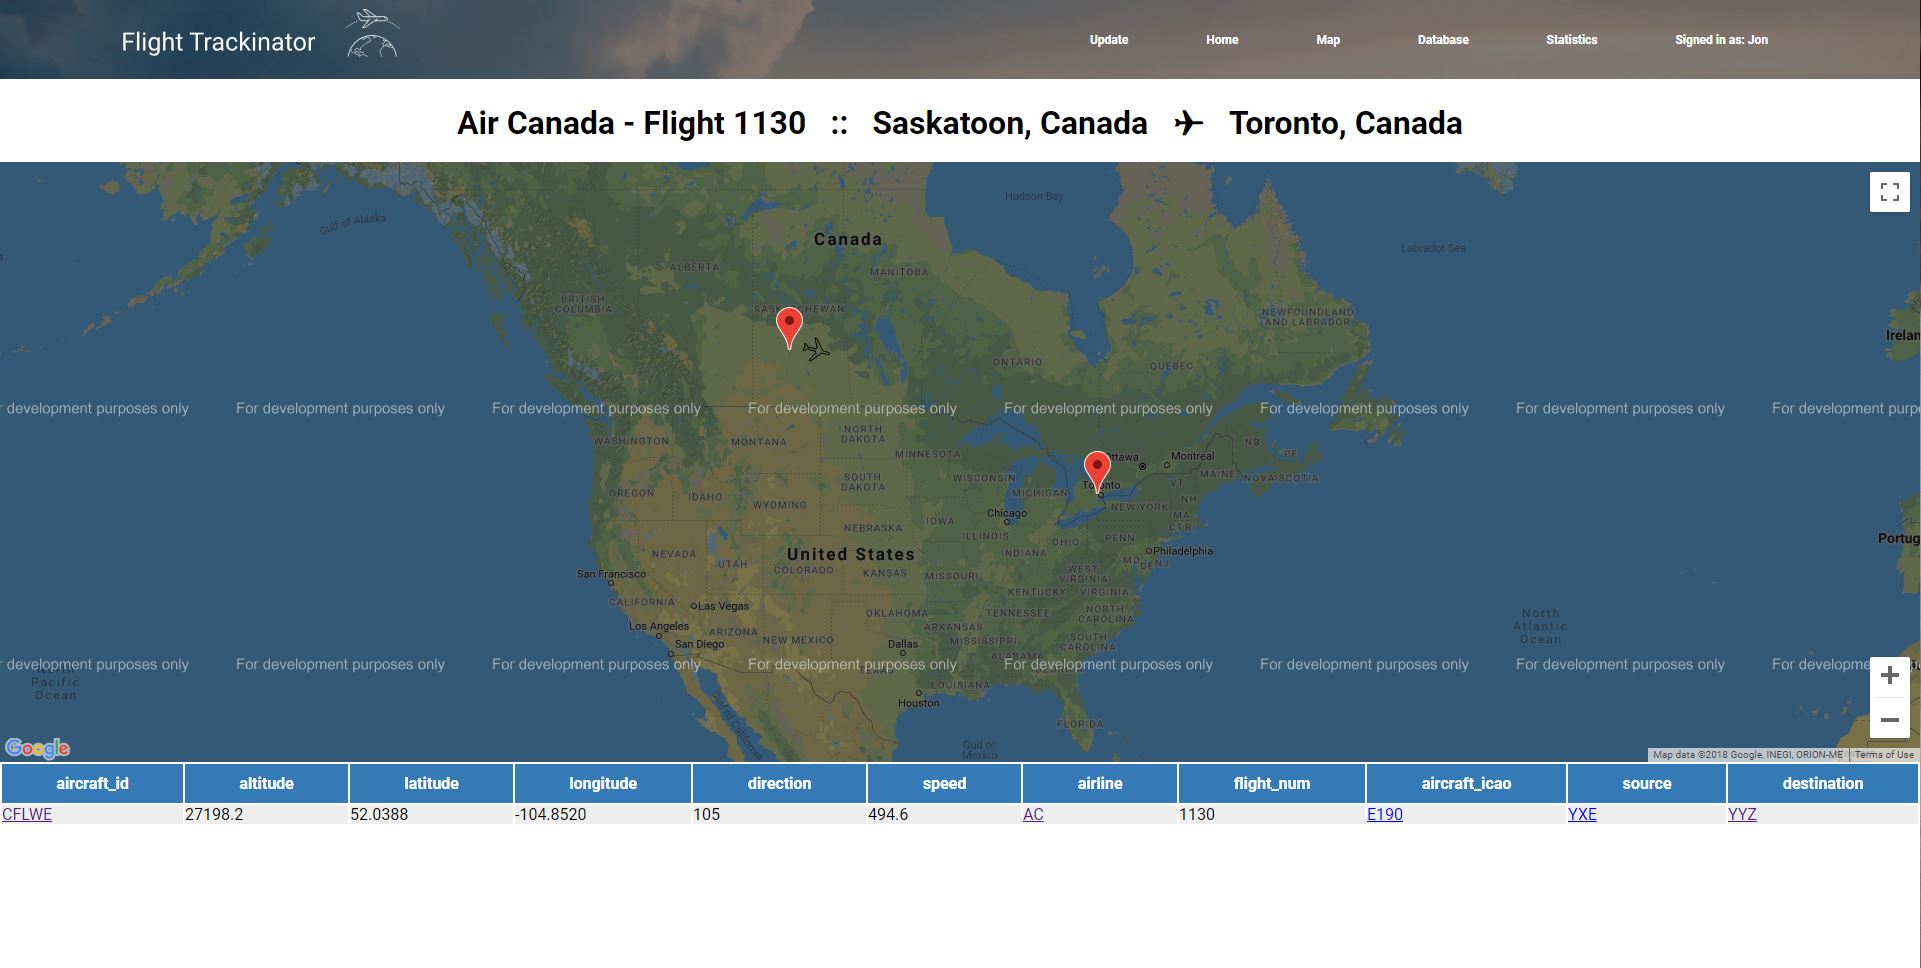 Flight Trackinator
Update Home Map Database Statistics Signed in as: Jon
Air Canada - Flight 1130 :: Saskatoon, Canada ✈ Toronto, Canada
Hudson Bay
Gulf of Alaska
Canada
Labrador Sea
ALBERTA
MANITOBA
BRITISH
COLUMBIA
NEWFOUNDLAND
AND LABRADOR
Irelan
ONTARIO
QUEBEC
r development purposes only For development purposes only For development purposes only For development purposes only For development purposes only For development purposes only For development purposes only For development purp
WASHINGTON
MONTANA
NORTH
DAKOTA
MINNESOTA
NB
PE
Ottawa
Montreal
MAINE
NOVA SCOTIA
OREGON
IDAHO
SOUTH
DAKOTA
WISCONSIN
MICHIGAN
VT
NH
WYOMING
NEW YORK
MA
CT RI
Chicago
NEBRASKA
IOWA
ILLINOIS
INDIANA
OHIO
PENN
Portug
NEVADA
UTAH
United States
COLORADO
KANSAS
MISSOURI
WEST
VIRGINIA
MD
DE NJ
Philadelphia
San Francisco
KENTUCKY
VIRGINIA
CALIFORNIA
Las Vegas
OKLAHOMA
TENNESSEE
NORTH
CAROLINA
North
Atlantic
Ocean
Los Angeles
ARIZONA
NEW MEXICO
ARKANSAS
MISSISSIPPI
SOUTH
CAROLINA
San Diego
Dallas
ALABAMA
r development purposes only For development purposes only For development purposes only For development purposes only For development purposes only For development purposes only For development purposes only For developme
TEXAS
Pacific
Ocean
LOUISIANA
Houston
Gulf of California
FLORIDA
Gulf of
Mexico
Google
Map data ©2018 Google, INEGI, ORION-ME Terms of Use
aircraft_id altitude latitude longitude direction speed airline flight_num aircraft_icao source destination
CFLWE 27198.2 52.0388 -104.8520 105 494.6 AC 1130 E190 YXE YYZ